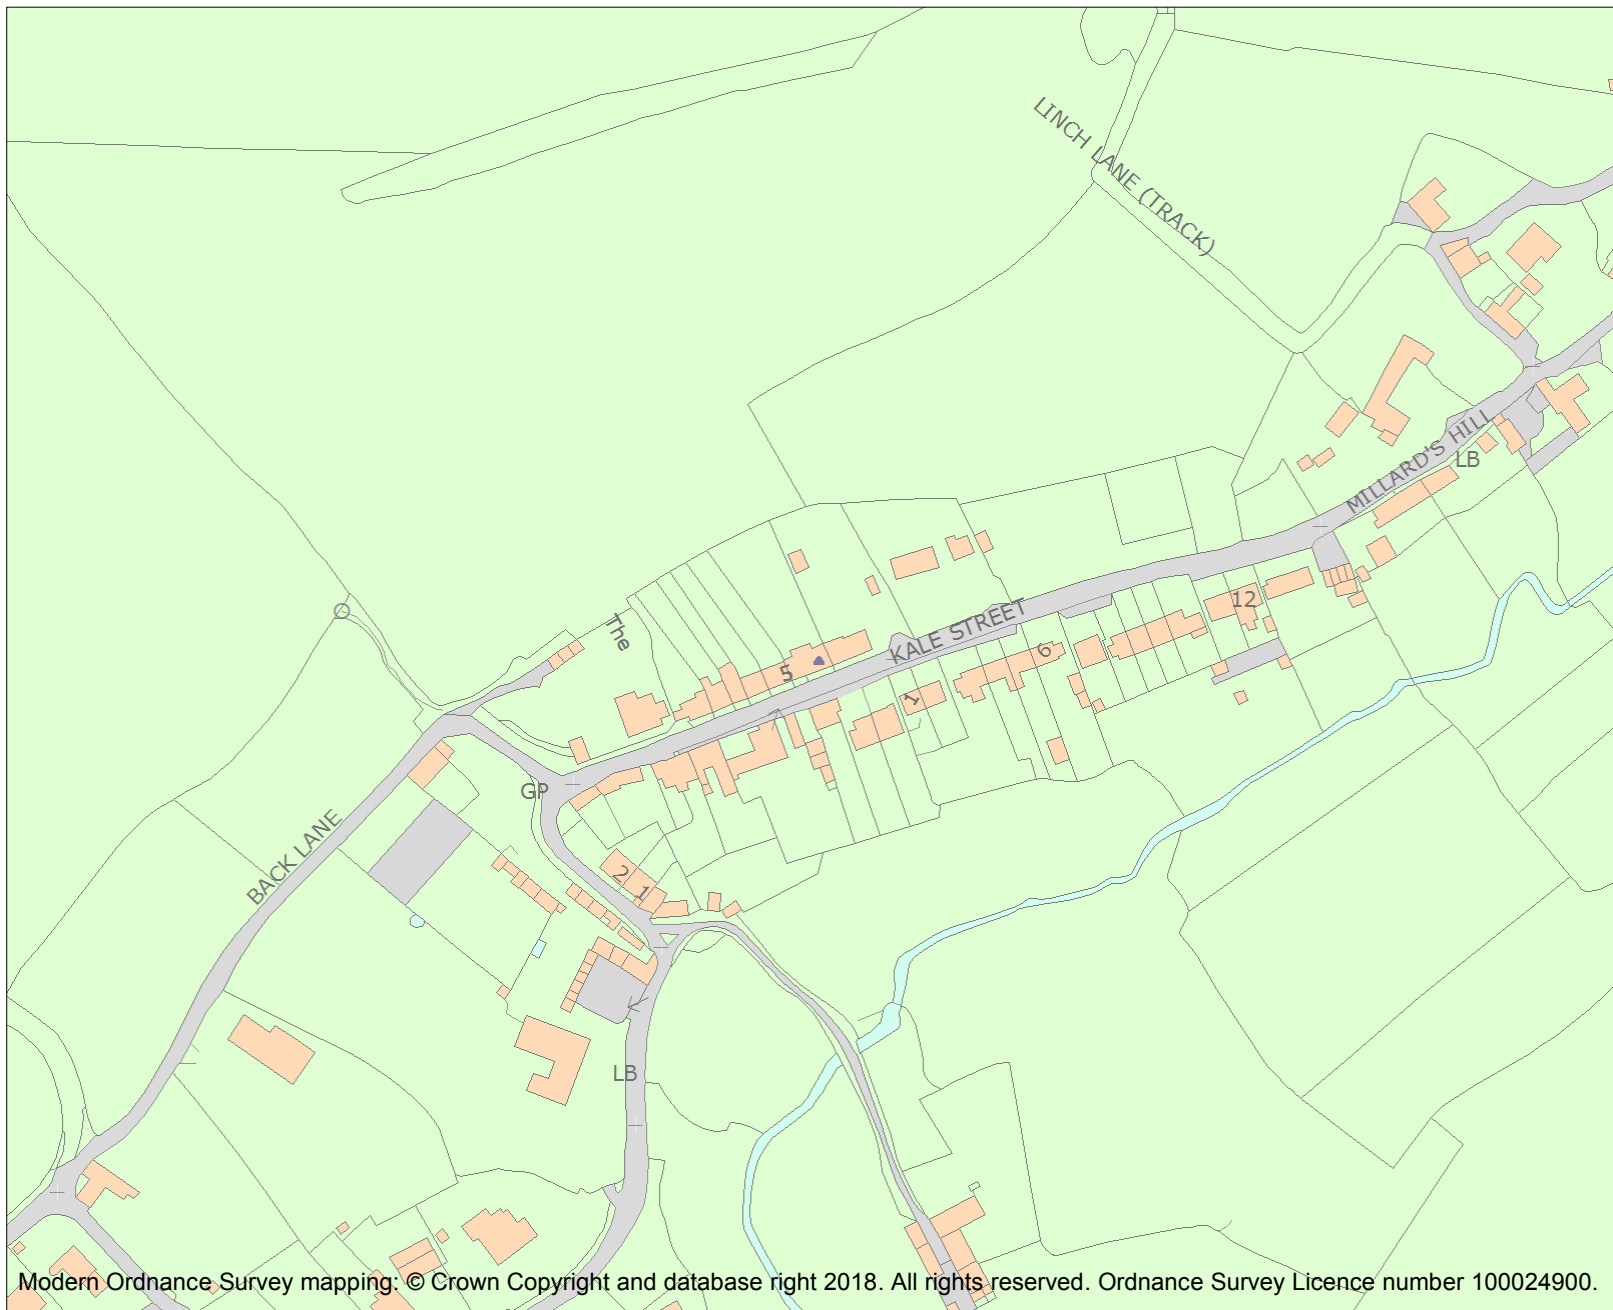 LINCH LANE (TRACK)
MILLARD'S HILL
LB
12
The
KALE STREET
6
5
1
GP
BACK LANE
2
1
LB
Modern Ordnance Survey mapping: © Crown Copyright and database right 2018. All rights reserved. Ordnance Survey Licence number 100024900.